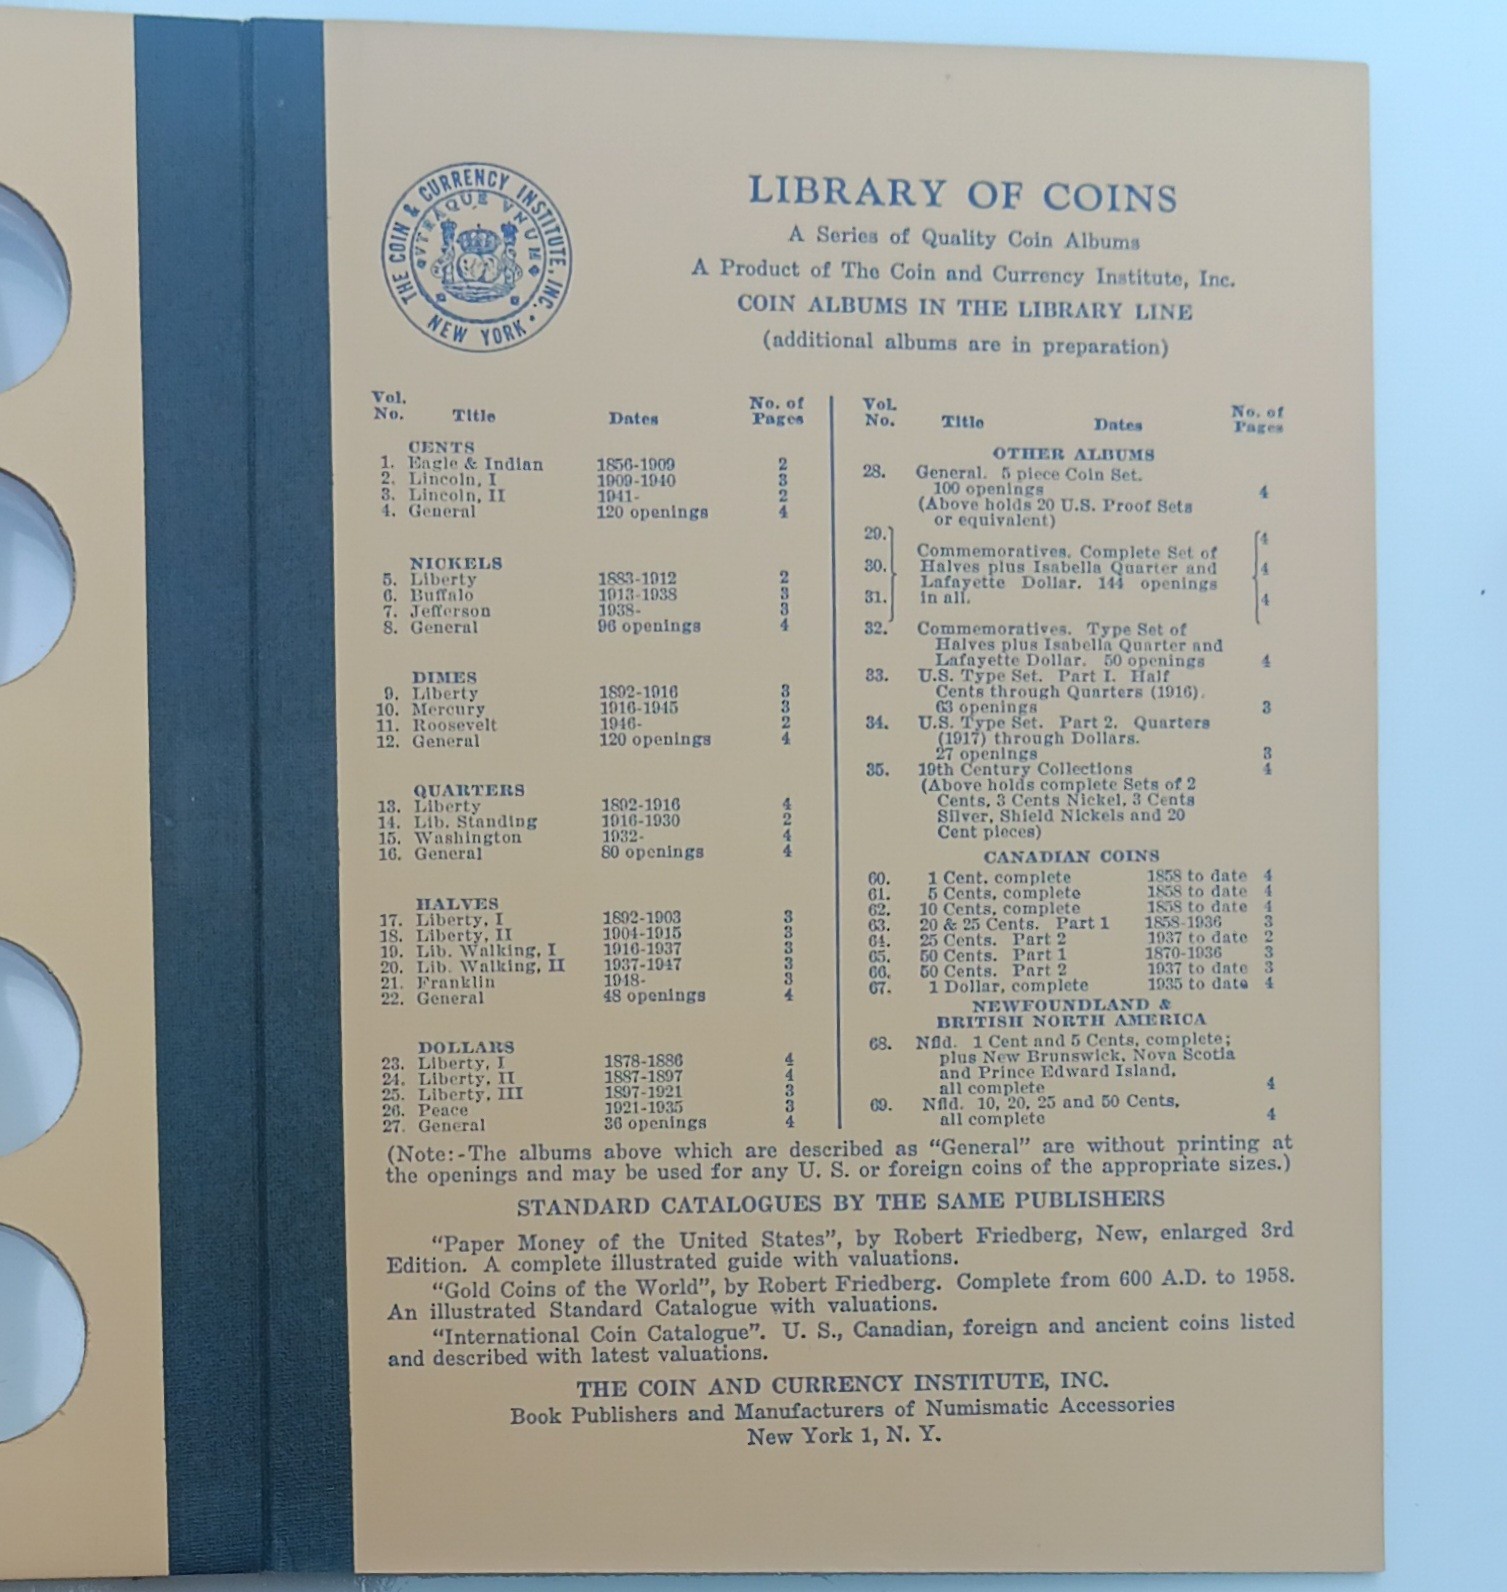 THE COIN & CURRENCY INSTITUTE, INC. • NEW YORK
VTRAQUE VNUM
LIBRARY OF COINS
A Series of Quality Coin Albums
A Product of The Coin and Currency Institute, Inc.
COIN ALBUMS IN THE LIBRARY LINE
(additional albums are in preparation)
Vol. No. Title Dates No. of Pages
CENTS
1. Eagle & Indian 1856-1909 2
2. Lincoln, I 1909-1940 3
3. Lincoln, II 1941- 2
4. General 120 openings 4
NICKELS
5. Liberty 1883-1912 2
6. Buffalo 1913-1938 3
7. Jefferson 1938- 3
8. General 96 openings 4
DIMES
9. Liberty 1892-1916 3
10. Mercury 1916-1945 3
11. Roosevelt 1946- 2
12. General 120 openings 4
QUARTERS
13. Liberty 1892-1916 4
14. Lib. Standing 1916-1930 2
15. Washington 1932- 4
16. General 80 openings 4
HALVES
17. Liberty, I 1892-1903 3
18. Liberty, II 1904-1915 3
19. Lib. Walking, I 1916-1937 3
20. Lib. Walking, II 1937-1947 3
21. Franklin 1948- 3
22. General 48 openings 4
DOLLARS
23. Liberty, I 1878-1886 4
24. Liberty, II 1887-1897 4
25. Liberty, III 1897-1921 3
26. Peace 1921-1935 3
27. General 36 openings 4
Vol. No. Title Dates No. of Pages
OTHER ALBUMS
28. General. 5 piece Coin Set.
100 openings 4
(Above holds 20 U.S. Proof Sets
or equivalent)
29. 4
Commemoratives. Complete Set of
30. Halves plus Isabella Quarter and 4
Lafayette Dollar. 144 openings
31. in all. 4
32. Commemoratives. Type Set of
Halves plus Isabella Quarter and
Lafayette Dollar. 50 openings 4
33. U.S. Type Set. Part I. Half
Cents through Quarters (1916).
63 openings 3
34. U.S. Type Set. Part 2. Quarters
(1917) through Dollars.
27 openings 3
35. 19th Century Collections 4
(Above holds complete Sets of 2
Cents, 3 Cents Nickel, 3 Cents
Silver, Shield Nickels and 20
Cent pieces)
CANADIAN COINS
60. 1 Cent, complete 1858 to date 4
61. 5 Cents, complete 1858 to date 4
62. 10 Cents, complete 1858 to date 4
63. 20 & 25 Cents. Part 1 1858-1936 3
64. 25 Cents. Part 2 1937 to date 2
65. 50 Cents. Part 1 1870-1936 3
66. 50 Cents. Part 2 1937 to date 3
67. 1 Dollar, complete 1935 to date 4
NEWFOUNDLAND &
BRITISH NORTH AMERICA
68. Nfld. 1 Cent and 5 Cents, complete;
plus New Brunswick, Nova Scotia
and Prince Edward Island,
all complete 4
69. Nfld. 10, 20, 25 and 50 Cents,
all complete 4
(Note:-The albums above which are described as "General" are without printing at
the openings and may be used for any U. S. or foreign coins of the appropriate sizes.)
STANDARD CATALOGUES BY THE SAME PUBLISHERS
"Paper Money of the United States", by Robert Friedberg, New, enlarged 3rd
Edition. A complete illustrated guide with valuations.
"Gold Coins of the World", by Robert Friedberg. Complete from 600 A.D. to 1958.
An illustrated Standard Catalogue with valuations.
"International Coin Catalogue". U. S., Canadian, foreign and ancient coins listed
and described with latest valuations.
THE COIN AND CURRENCY INSTITUTE, INC.
Book Publishers and Manufacturers of Numismatic Accessories
New York 1, N. Y.